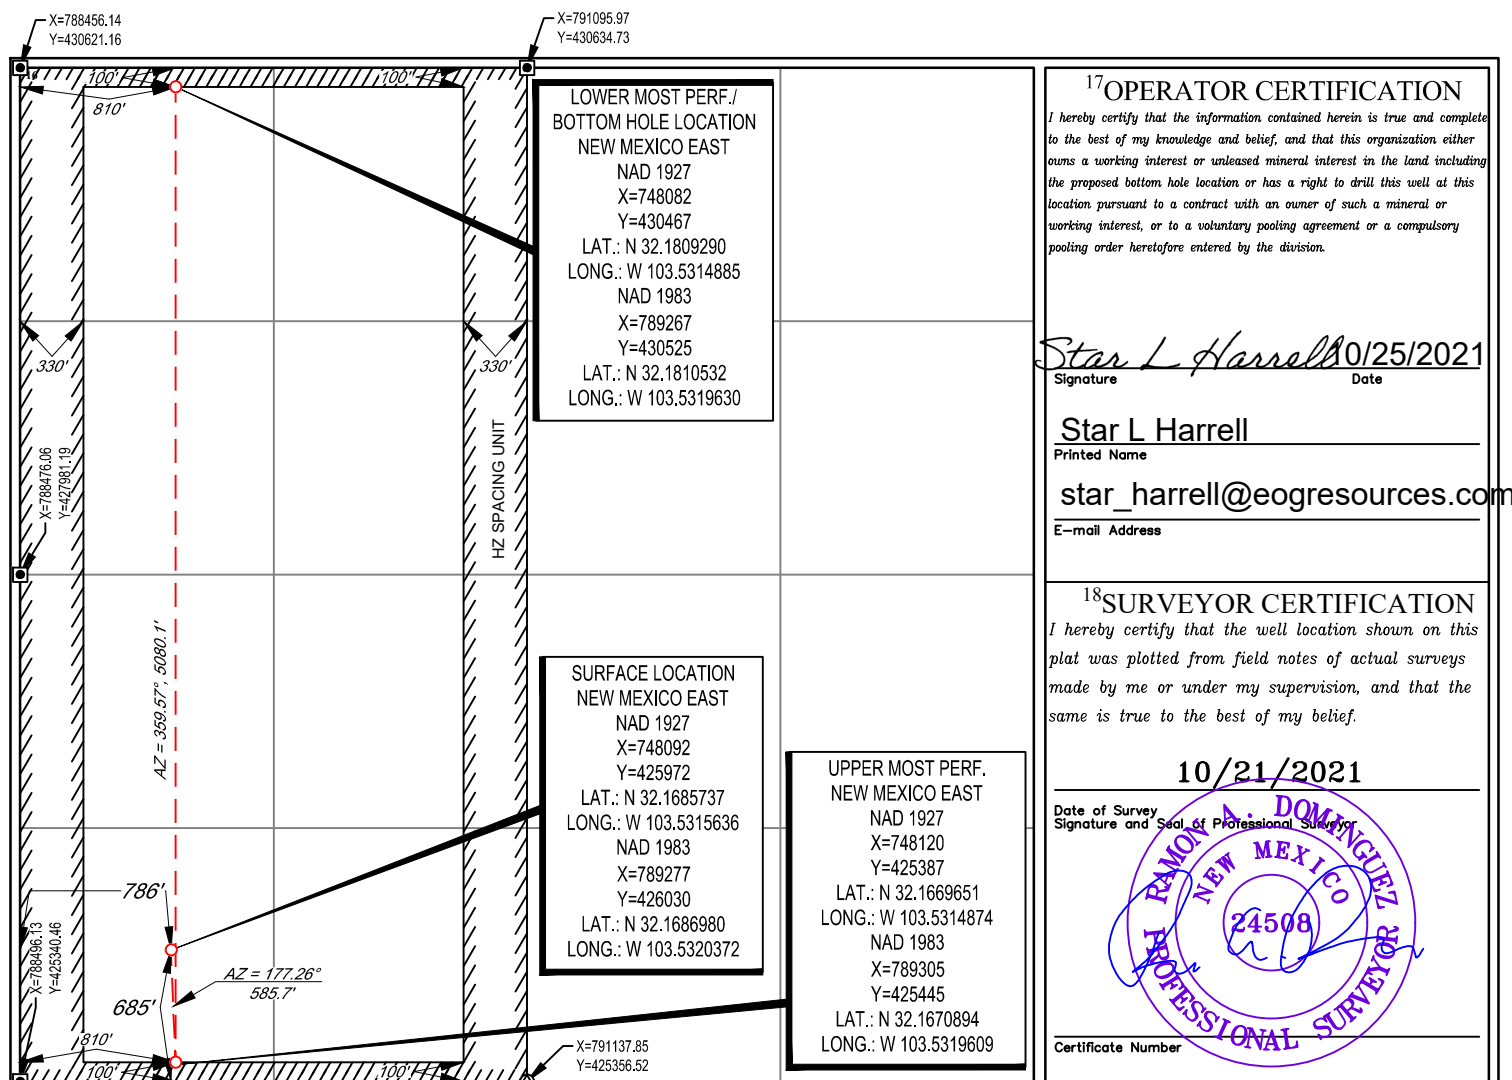 X=788456.14
Y=430621.16
X=791095.97
Y=430634.73
100'
100'
810'
LOWER MOST PERF./
BOTTOM HOLE LOCATION
NEW MEXICO EAST
NAD 1927
X=748082
Y=430467
LAT.: N 32.1809290
LONG.: W 103.5314885
NAD 1983
X=789267
Y=430525
LAT.: N 32.1810532
LONG.: W 103.5319630
330'
330'
HZ SPACING UNIT
X=788476.06
Y=427981.19
AZ = 359.57°, 5080.1'
SURFACE LOCATION
NEW MEXICO EAST
NAD 1927
X=748092
Y=425972
LAT.: N 32.1685737
LONG.: W 103.5315636
NAD 1983
X=789277
Y=426030
LAT.: N 32.1686980
LONG.: W 103.5320372
UPPER MOST PERF.
NEW MEXICO EAST
NAD 1927
X=748120
Y=425387
LAT.: N 32.1669651
LONG.: W 103.5314874
NAD 1983
X=789305
Y=425445
LAT.: N 32.1670894
LONG.: W 103.5319609
786'
X=788496.13
Y=425340.46
AZ = 177.26°
585.7'
685'
810'
100'
100'
X=791137.85
Y=425356.52
17OPERATOR CERTIFICATION
I hereby certify that the information contained herein is true and complete
to the best of my knowledge and belief, and that this organization either
owns a working interest or unleased mineral interest in the land including
the proposed bottom hole location or has a right to drill this well at this
location pursuant to a contract with an owner of such a mineral or
working interest, or to a voluntary pooling agreement or a compulsory
pooling order heretofore entered by the division.
Star L Harrell 10/25/2021
Signature Date
Star L Harrell
Printed Name
star_harrell@eogresources.com
E-mail Address
18SURVEYOR CERTIFICATION
I hereby certify that the well location shown on this
plat was plotted from field notes of actual surveys
made by me or under my supervision, and that the
same is true to the best of my belief.
10/21/2021
Date of Survey
Signature and Seal of Professional Surveyor
RAMON A. DOMINGUEZ
NEW MEXICO
24508
PROFESSIONAL SURVEYOR
Certificate Number